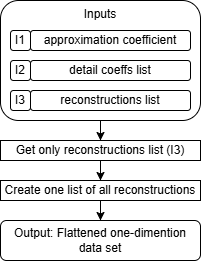 Inputs
I1 approximation coefficient
I2 detail coeffs list
I3 reconstructions list
Get only reconstructions list (I3)
Create one list of all reconstructions
Output: Flattened one-dimention
data set